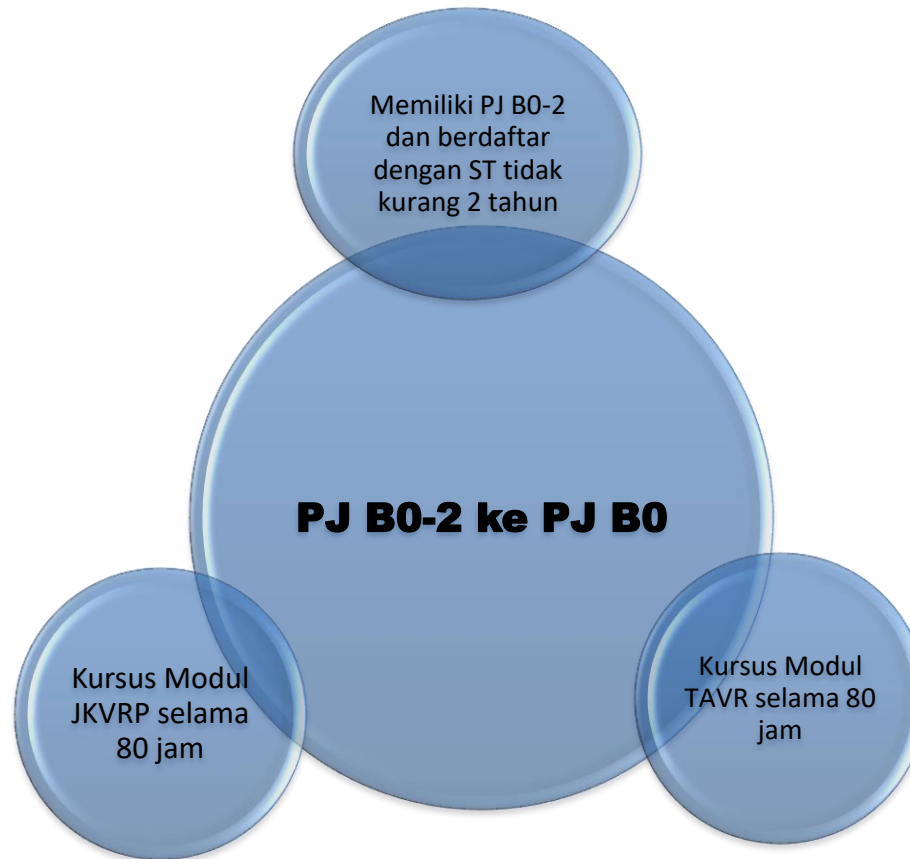 Memiliki PJ B0-2
dan berdaftar
dengan ST tidak
kurang 2 tahun
PJ B0-2 ke PJ B0
Kursus Modul
JKVRP selama
80 jam
Kursus Modul
TAVR selama 80
jam